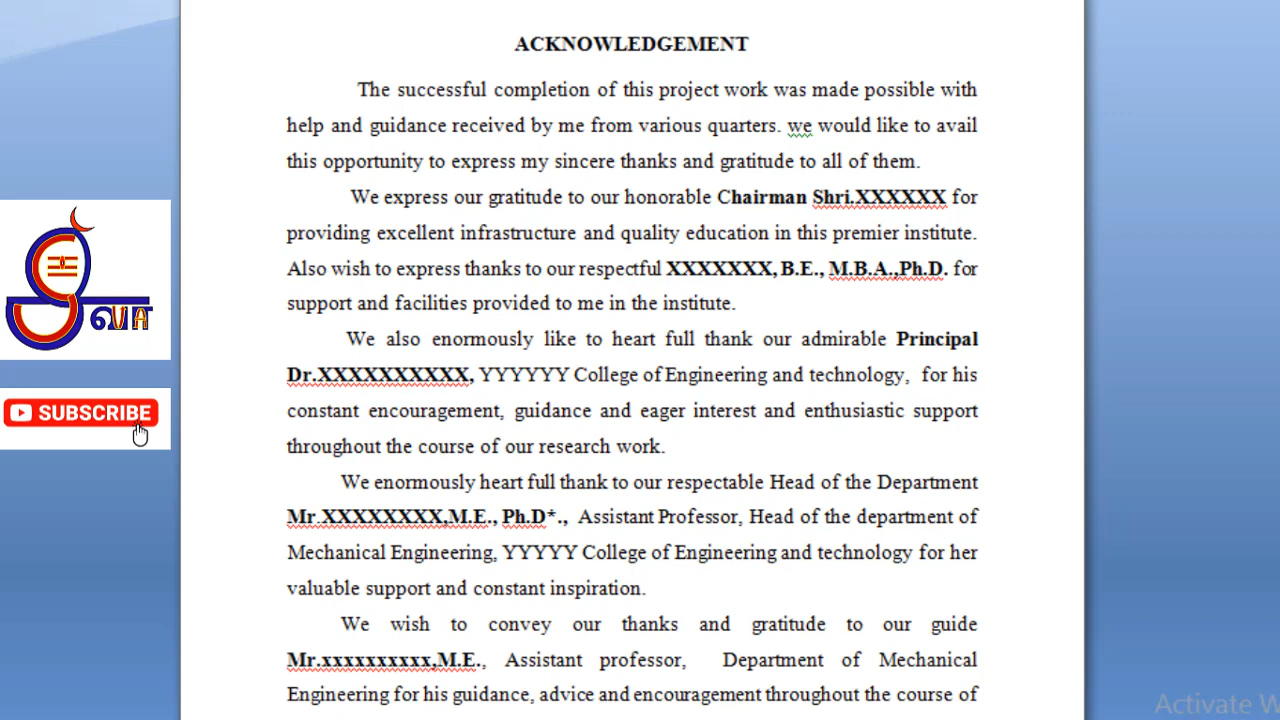 ACKNOWLEDGEMENT
The successful completion of this project work was made possible with
help and guidance received by me from various quarters. we would like to avail
this opportunity to express my sincere thanks and gratitude to all of them.
We express our gratitude to our honorable Chairman Shri.XXXXXX for
providing excellent infrastructure and quality education in this premier institute.
Also wish to express thanks to our respectful XXXXXXX, B.E., M.B.A.,Ph.D. for
support and facilities provided to me in the institute.
We also enormously like to heart full thank our admirable Principal
Dr.XXXXXXXXXX, YYYYYY College of Engineering and technology, for his
constant encouragement, guidance and eager interest and enthusiastic support
throughout the course of our research work.
We enormously heart full thank to our respectable Head of the Department
Mr.XXXXXXXX,M.E., Ph.D*., Assistant Professor, Head of the department of
Mechanical Engineering, YYYYY College of Engineering and technology for her
valuable support and constant inspiration.
We wish to convey our thanks and gratitude to our guide
Mr.xxxxxxxxxx,M.E., Assistant professor, Department of Mechanical
Engineering for his guidance, advice and encouragement throughout the course of
SUBSCRIBE
Activate W